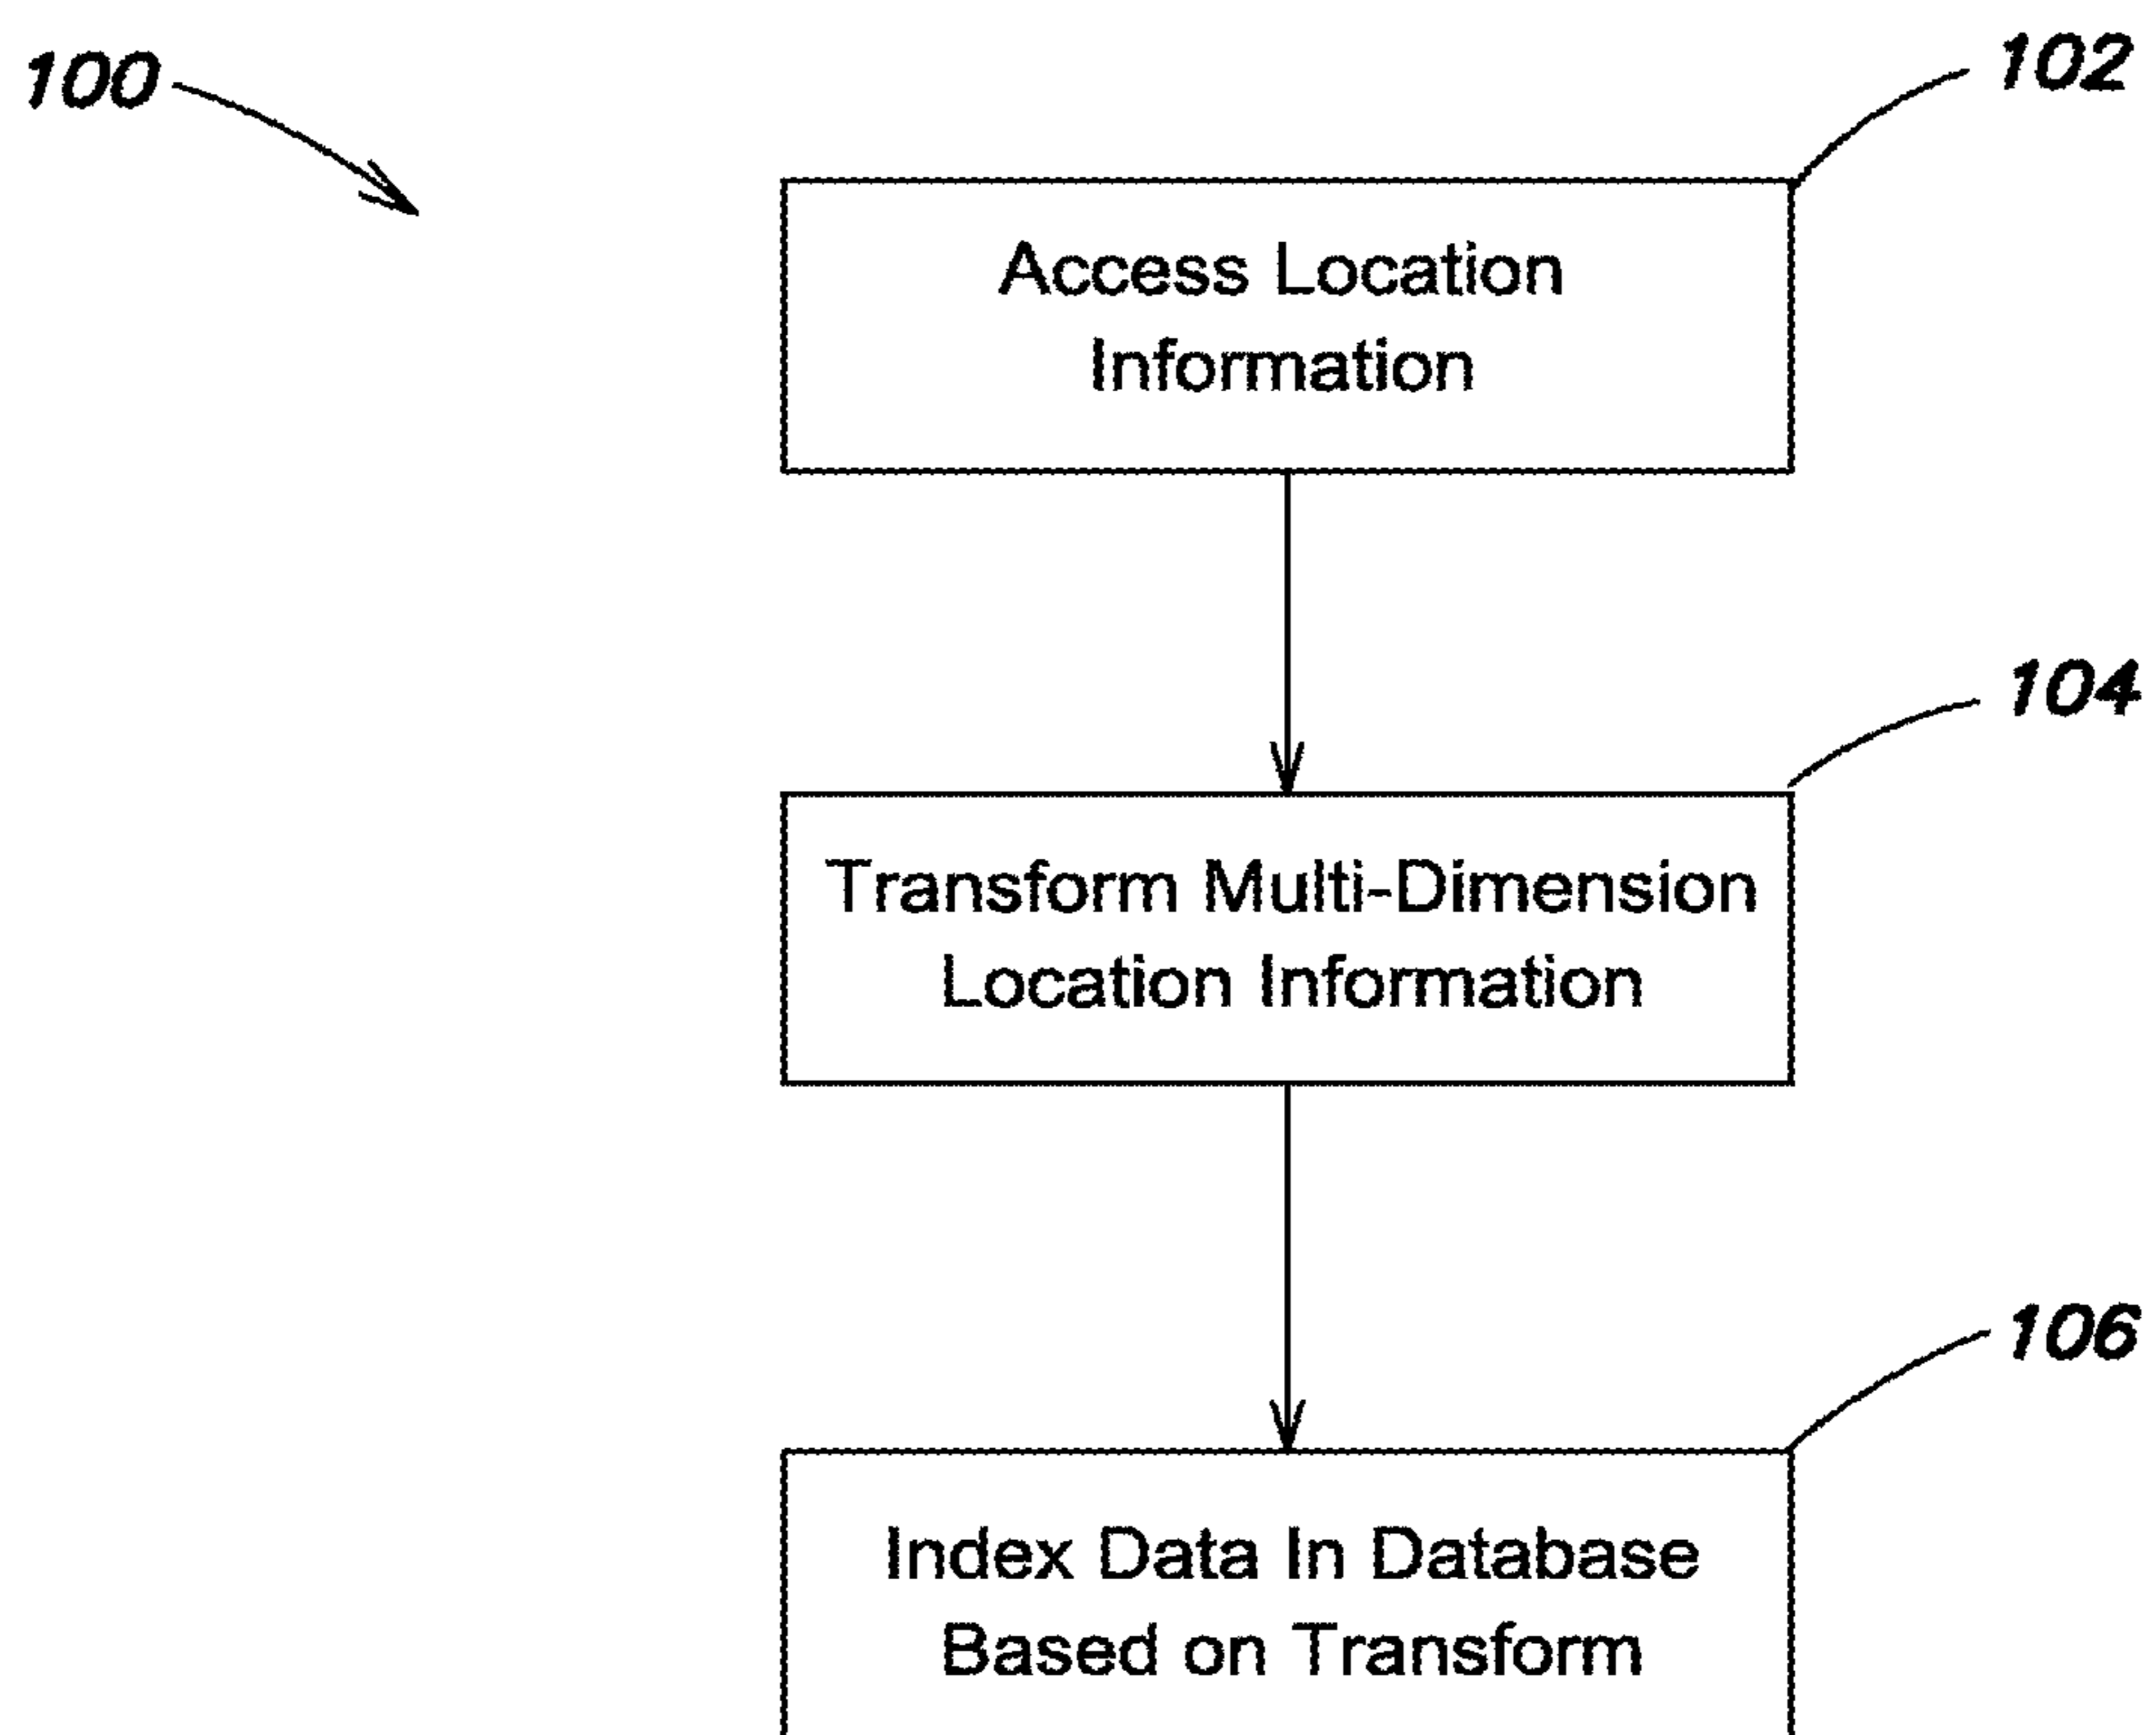 100
102
Access Location
Information
104
Transform Multi-Dimension
Location Information
106
Index Data In Database
Based on Transform